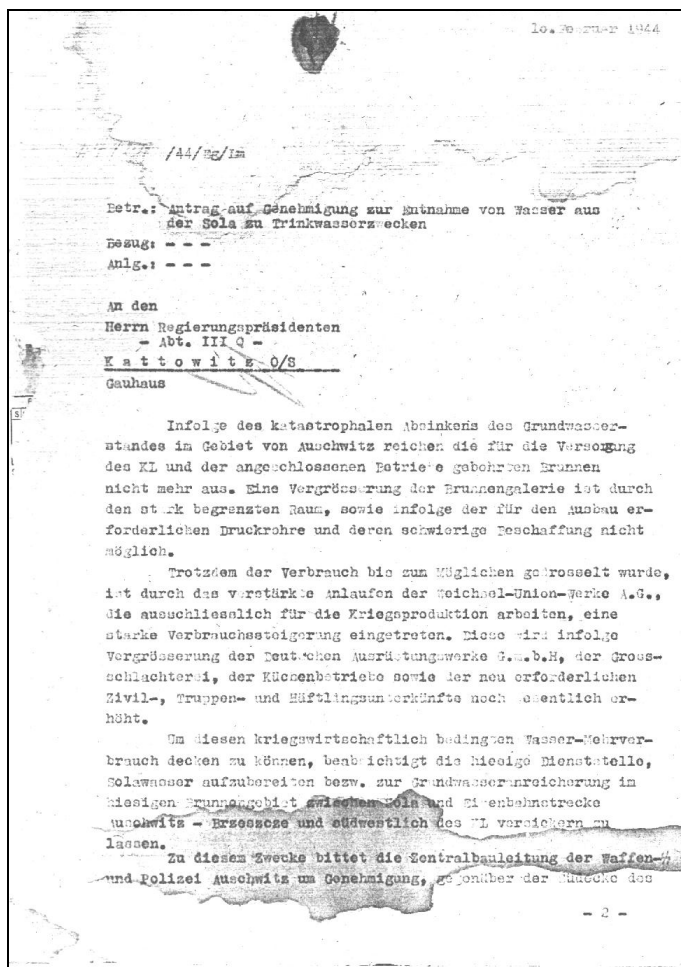 10. Februar 1944
/44/Eg/Lm
Betr.: Antrag auf Genehmigung zur Entnahme von Wasser aus
der Sola zu Trinkwasserzwecken
Bezug: - - -
Anlg.: - - -
An den
Herrn Regierungspräsidenten
- Abt. III Q -
K a t t o w i t z O/S
Gauhaus
Infolge des katastrophalen Absinkens des Grundwasser-
standes im Gebiet von Auschwitz reichen die für die Versorgung
des KL und der angeschlossenen Betriebe gebohrten Brunnen
nicht mehr aus. Eine Vergrösserung der Brunnengalerie ist durch
den stark begrenzten Raum, sowie infolge der für den Ausbau er-
forderlichen Druckrohre und deren schwierige Beschaffung nicht
möglich.
Trotzdem der Verbrauch bis zum Möglichen gedrosselt wurde,
ist durch das verstärkte Anlaufen der Weichsel-Union-Werke A.G.,
die ausschliesslich für die Kriegsproduktion arbeiten, eine
starke Verbrauchssteigerung eingetreten. Diese wird infolge
Vergrösserung der Deutschen Ausrüstungswerke G.m.b.H, der Gross-
schlachterei, der Küchenbetriebe sowie der neu erforderlichen
Zivil-, Truppen- und Häftlingsunterkünfte noch wesentlich er-
höht.
Um diesen kriegswirtschaftlich bedingten Wasser-Mehrver-
brauch decken zu können, beabsichtigt die hiesige Dienststelle,
Solawasser aufzubereiten bezw. zur Grundwasseranreicherung im
hiesigen Brunnengebiet zwischen Sola und Eisenbahnstrecke
Auschwitz - Brzeszcze und südwestlich des KL versickern zu
lassen.
Zu diesem Zwecke bittet die Zentralbauleitung der Waffen-
und Polizei Auschwitz um Genehmigung, gegenüber der Südecke des
- 2 -